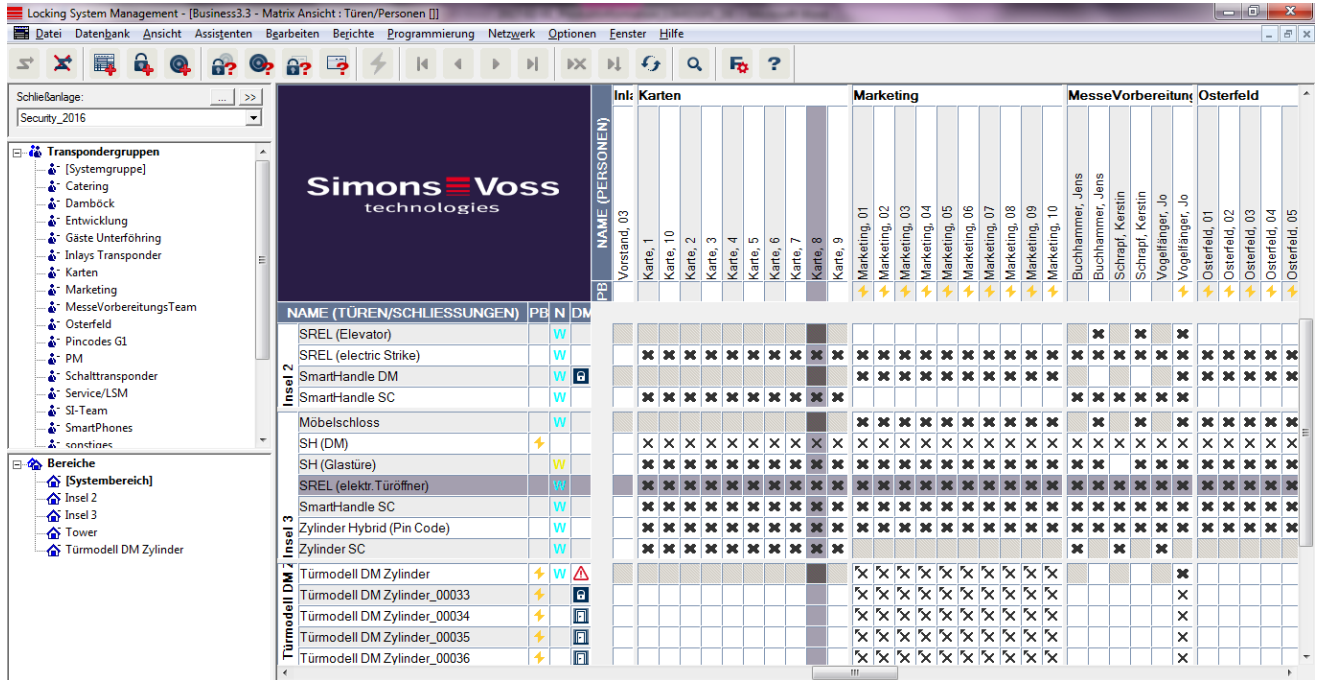 Locking System Management - [Business3.3 - Matrix Ansicht : Türen/Personen []]
Datei Datenbank Ansicht Assistenten Bearbeiten Berichte Programmierung Netzwerk Optionen Fenster Hilfe
Schließanlage:
... >>
Security_2016
Transpondergruppen
[Systemgruppe]
Catering
Damböck
Entwicklung
Gäste Unterföhring
Inlays Transponder
Karten
Marketing
MesseVorbereitungsTeam
Osterfeld
Pincodes G1
PM
Schalttransponder
Service/LSM
SI-Team
SmartPhones
sonstiges
Bereiche
[Systembereich]
Insel 2
Insel 3
Tower
Türmodell DM Zylinder
Simons Voss
technologies
NAME (PERSONEN)
PB
Karten Marketing MesseVorbereitung Osterfeld
Vorstand, 03
Karte, 1
Karte, 10
Karte, 2
Karte, 3
Karte, 4
Karte, 5
Karte, 6
Karte, 7
Karte, 8
Karte, 9
Marketing, 01
Marketing, 02
Marketing, 03
Marketing, 04
Marketing, 05
Marketing, 06
Marketing, 07
Marketing, 08
Marketing, 09
Marketing, 10
Buchhammer, Jens
Buchhammer, Jens
Schrapf, Kerstin
Schrapf, Kerstin
Vogelfänger, Jo
Vogelfänger, Jo
Osterfeld, 01
Osterfeld, 02
Osterfeld, 03
Osterfeld, 04
Osterfeld, 05
NAME (TÜREN/SCHLIESSUNGEN) PB N DM
Insel 2
SREL (Elevator) W
SREL (electric Strike) W
SmartHandle DM W
SmartHandle SC W
Insel 3
Möbelschloss W
SH (DM)
SH (Glastüre) W
SREL (elektr.Türöffner) W
SmartHandle SC W
Zylinder Hybrid (Pin Code) W
Zylinder SC W
Türmodell DM Z
Türmodell DM Zylinder W
Türmodell DM Zylinder_00033
Türmodell DM Zylinder_00034
Türmodell DM Zylinder_00035
Türmodell DM Zylinder_00036